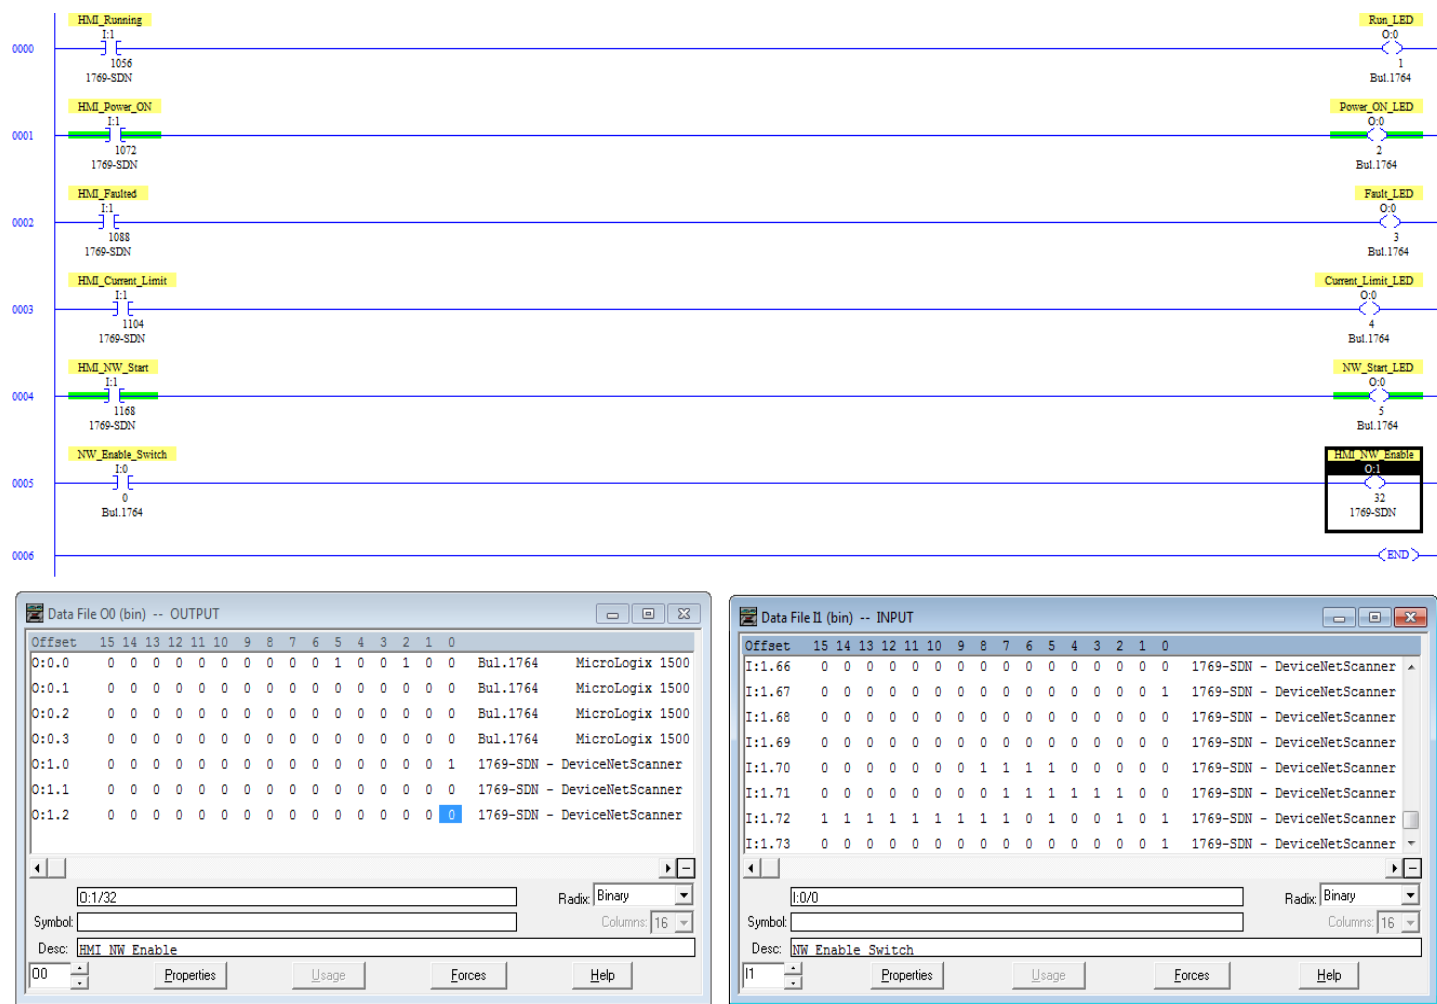 HMI_Running Run_LED
I:1 O:0
0000
1056 1
1769-SDN Bul.1764
HMI_Power_ON Power_ON_LED
I:1 O:0
0001
1072 2
1769-SDN Bul.1764
HMI_Faulted Fault_LED
I:1 O:0
0002
1088 3
1769-SDN Bul.1764
HMI_Current_Limit Current_Limit_LED
I:1 O:0
0003
1104 4
1769-SDN Bul.1764
HMI_NW_Start NW_Start_LED
I:1 O:0
0004
1168 5
1769-SDN Bul.1764
NW_Enable_Switch HMI_NW_Enable
I:0 O:1
0005
0 32
Bul.1764 1769-SDN
0006 END
Data File O0 (bin) -- OUTPUT
Offset 15 14 13 12 11 10 9 8 7 6 5 4 3 2 1 0
O:0.0 0 0 0 0 0 0 0 0 0 0 1 0 0 1 0 0 Bul.1764 MicroLogix 1500
O:0.1 0 0 0 0 0 0 0 0 0 0 0 0 0 0 0 0 Bul.1764 MicroLogix 1500
O:0.2 0 0 0 0 0 0 0 0 0 0 0 0 0 0 0 0 Bul.1764 MicroLogix 1500
O:0.3 0 0 0 0 0 0 0 0 0 0 0 0 0 0 0 0 Bul.1764 MicroLogix 1500
O:1.0 0 0 0 0 0 0 0 0 0 0 0 0 0 0 0 1 1769-SDN - DeviceNetScanner
O:1.1 0 0 0 0 0 0 0 0 0 0 0 0 0 0 0 0 1769-SDN - DeviceNetScanner
O:1.2 0 0 0 0 0 0 0 0 0 0 0 0 0 0 0 0 1769-SDN - DeviceNetScanner
O:1/32 Radix: Binary
Symbol: Columns: 16
Desc: HMI NW Enable
O0 Properties Usage Forces Help
Data File I1 (bin) -- INPUT
Offset 15 14 13 12 11 10 9 8 7 6 5 4 3 2 1 0
I:1.66 0 0 0 0 0 0 0 0 0 0 0 0 0 0 0 0 1769-SDN - DeviceNetScanner
I:1.67 0 0 0 0 0 0 0 0 0 0 0 0 0 0 0 1 1769-SDN - DeviceNetScanner
I:1.68 0 0 0 0 0 0 0 0 0 0 0 0 0 0 0 0 1769-SDN - DeviceNetScanner
I:1.69 0 0 0 0 0 0 0 0 0 0 0 0 0 0 0 0 1769-SDN - DeviceNetScanner
I:1.70 0 0 0 0 0 0 0 1 1 1 1 0 0 0 0 0 1769-SDN - DeviceNetScanner
I:1.71 0 0 0 0 0 0 0 0 1 1 1 1 1 1 0 0 1769-SDN - DeviceNetScanner
I:1.72 1 1 1 1 1 1 1 1 1 0 1 0 0 1 0 1 1769-SDN - DeviceNetScanner
I:1.73 0 0 0 0 0 0 0 0 0 0 0 0 0 0 0 1 1769-SDN - DeviceNetScanner
I:0/0 Radix: Binary
Symbol: Columns: 16
Desc: NW Enable Switch
I1 Properties Usage Forces Help